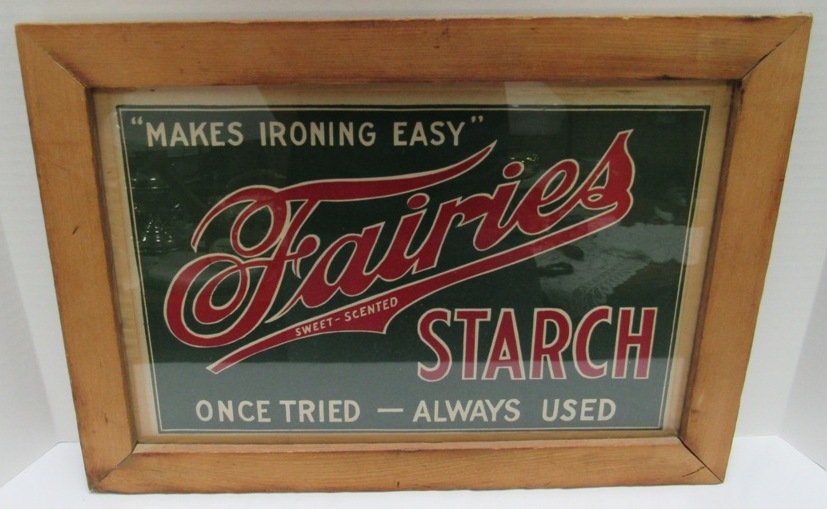 "MAKES IRONING EASY"
Fairies
SWEET-SCENTED
STARCH
ONCE TRIED — ALWAYS USED